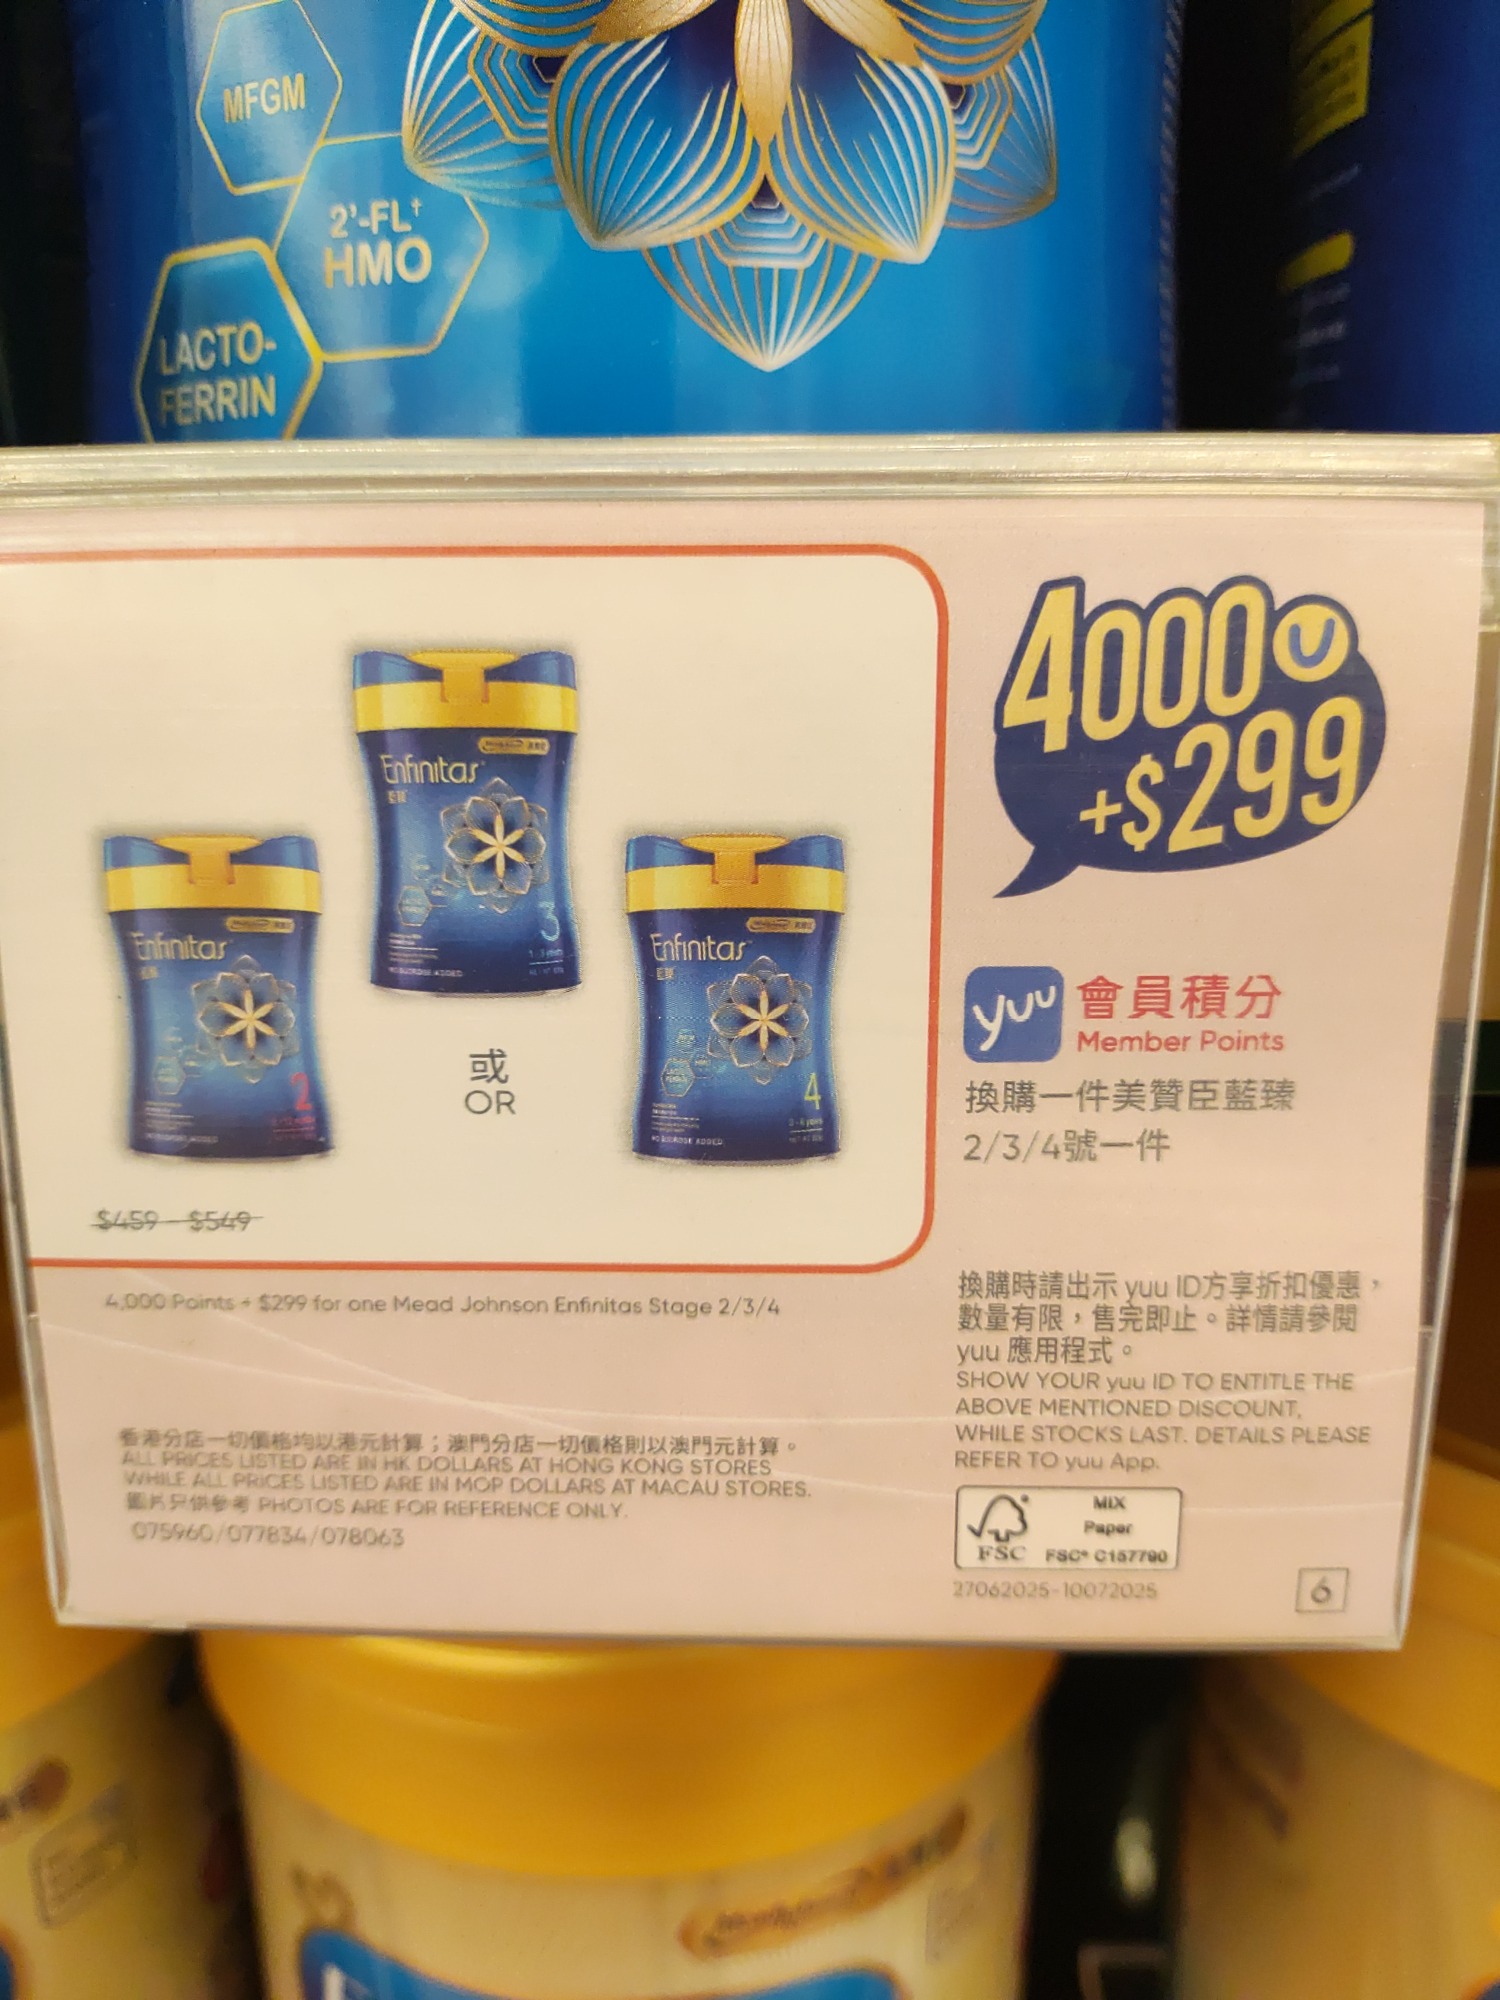 MFGM
2'-FL†
HMO
LACTO-
FERRIN
4000U
+$299
Enfinitas
3
Enfinitas
2
Enfinitas
4
NO SUCROSE ADDED
或
OR
$459 - $549
yuu 會員積分
Member Points
換購一件美贊臣藍臻
2/3/4號一件
4,000 Points + $299 for one Mead Johnson Enfinitas Stage 2/3/4
換購時請出示 yuu ID方享折扣優惠，
數量有限，售完即止。詳情請參閱
yuu 應用程式。
SHOW YOUR yuu ID TO ENTITLE THE
ABOVE MENTIONED DISCOUNT,
WHILE STOCKS LAST. DETAILS PLEASE
REFER TO yuu App.
香港分店一切價格均以港元計算；澳門分店一切價格則以澳門元計算。
ALL PRICES LISTED ARE IN HK DOLLARS AT HONG KONG STORES
WHILE ALL PRICES LISTED ARE IN MOP DOLLARS AT MACAU STORES.
圖片只供參考 PHOTOS ARE FOR REFERENCE ONLY.
075960/077834/078063
FSC
MIX
Paper
FSC® C157790
27062025-10072025
6